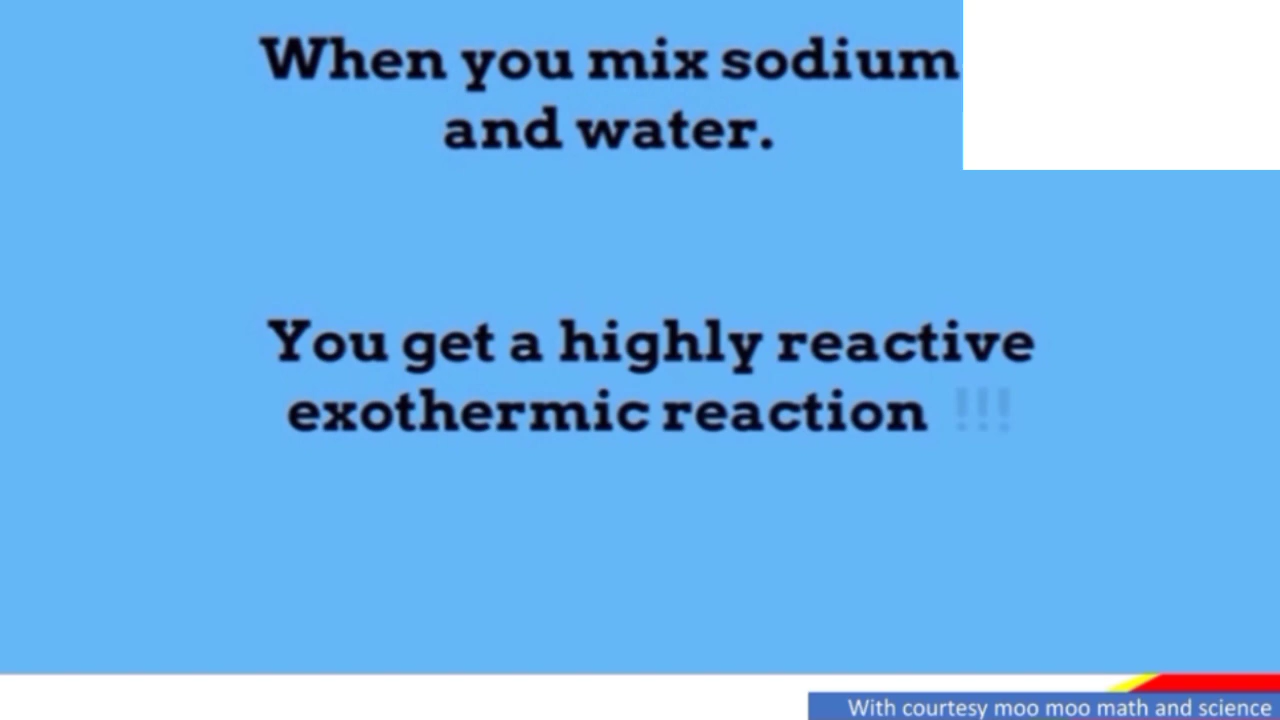 When you mix sodium
and water.
You get a highly reactive
exothermic reaction !!!
With courtesy moo moo math and science